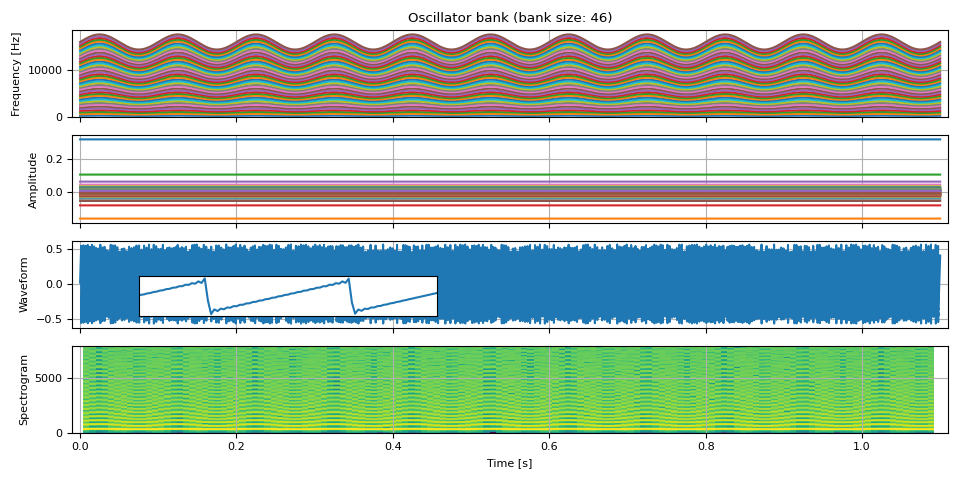 Oscillator bank (bank size: 46)
Frequency [Hz]
10000
0
Amplitude
0.2
0.0
Waveform
0.5
0.0
−0.5
Spectrogram
5000
0
0.0 0.2 0.4 0.6 0.8 1.0
Time [s]